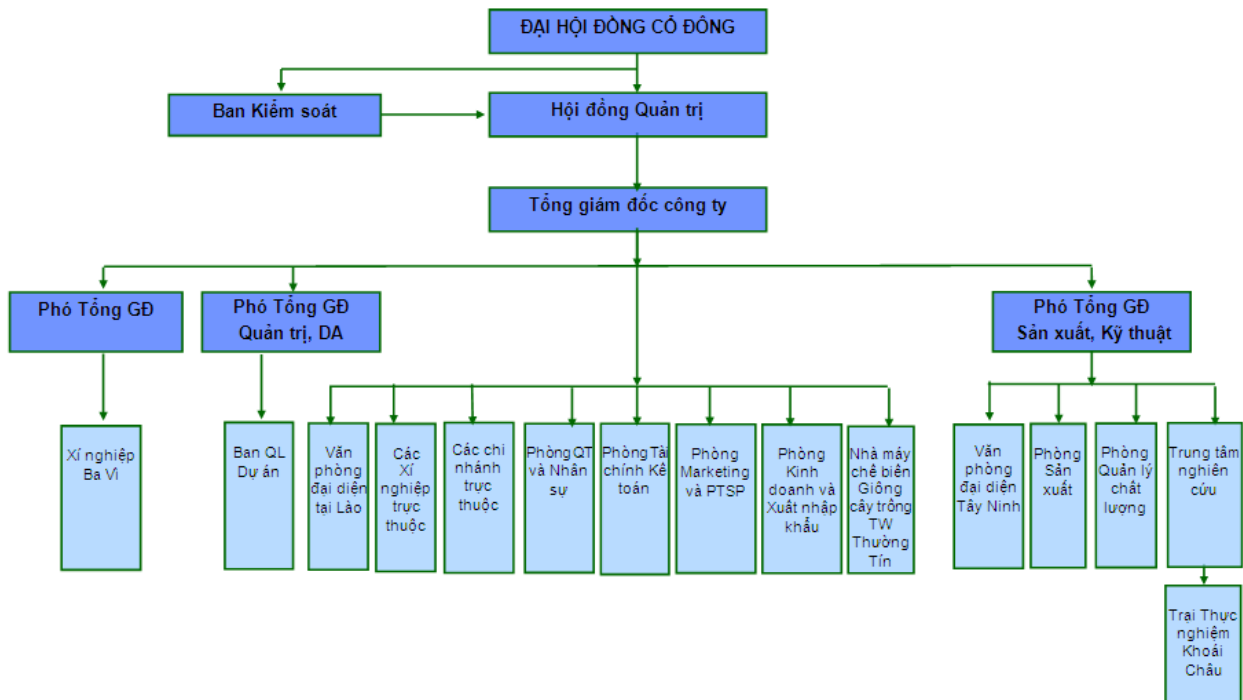 ĐẠI HỘI ĐỒNG CỔ ĐÔNG
Ban Kiểm soát
Hội đồng Quản trị
Tổng giám đốc công ty
Phó Tổng GĐ
Phó Tổng GĐ
Quản trị, DA
Phó Tổng GĐ
Sản xuất, Kỹ thuật
Xí nghiệp
Ba Vì
Ban QL
Dự án
Văn
phòng
đại diện
tại Lào
Các
Xí
nghiệp
trực
thuộc
Các chi
nhánh
trực
thuộc
Phòng QT
và Nhân
sự
Phòng Tài
chính Kế
toán
Phòng
Marketing
và PTSP
Phòng
Kinh
doanh và
Xuất nhập
khẩu
Nhà máy
chế biến
Giống
cây trồng
TW
Thường
Tín
Văn
phòng
đại diện
Tây Ninh
Phòng
Sản
xuất
Phòng
Quản lý
chất
lượng
Trung tâm
nghiên
cứu
Trại Thực
nghiệm
Khoái
Châu